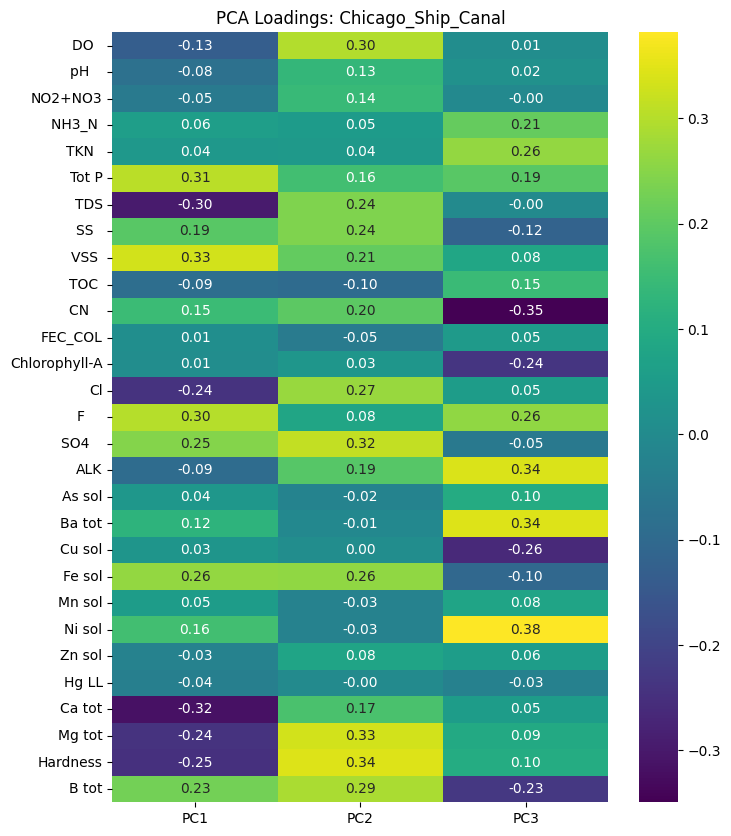 PCA Loadings: Chicago_Ship_Canal
DO -0.13 0.30 0.01
pH -0.08 0.13 0.02
NO2+NO3 -0.05 0.14 -0.00
NH3_N 0.06 0.05 0.21
TKN 0.04 0.04 0.26
Tot P 0.31 0.16 0.19
TDS -0.30 0.24 -0.00
SS 0.19 0.24 -0.12
VSS 0.33 0.21 0.08
TOC -0.09 -0.10 0.15
CN 0.15 0.20 -0.35
FEC_COL 0.01 -0.05 0.05
Chlorophyll-A 0.01 0.03 -0.24
Cl -0.24 0.27 0.05
F 0.30 0.08 0.26
SO4 0.25 0.32 -0.05
ALK -0.09 0.19 0.34
As sol 0.04 -0.02 0.10
Ba tot 0.12 -0.01 0.34
Cu sol 0.03 0.00 -0.26
Fe sol 0.26 0.26 -0.10
Mn sol 0.05 -0.03 0.08
Ni sol 0.16 -0.03 0.38
Zn sol -0.03 0.08 0.06
Hg LL -0.04 -0.00 -0.03
Ca tot -0.32 0.17 0.05
Mg tot -0.24 0.33 0.09
Hardness -0.25 0.34 0.10
B tot 0.23 0.29 -0.23
PC1 PC2 PC3
0.3
0.2
0.1
0.0
-0.1
-0.2
-0.3